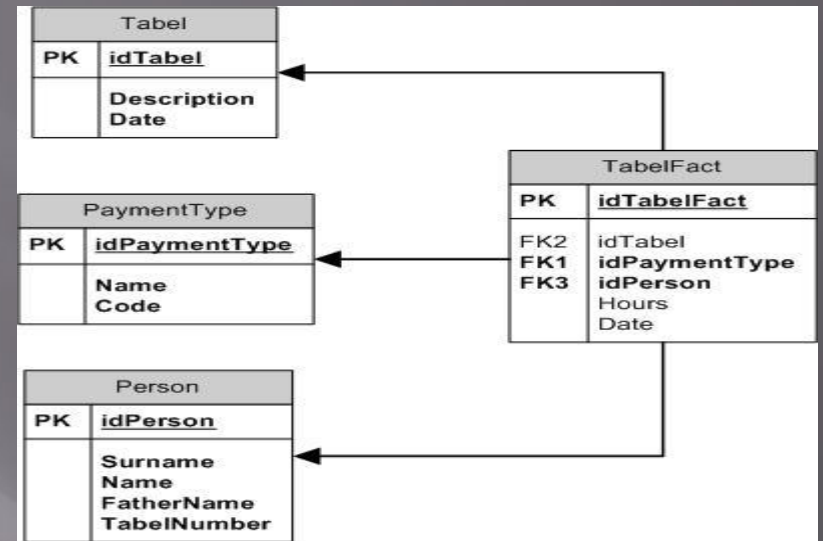 Tabel
PK idTabel
Description
Date
PaymentType
PK idPaymentType
Name
Code
Person
PK idPerson
Surname
Name
FatherName
TabelNumber
TabelFact
PK idTabelFact
FK2 idTabel
FK1 idPaymentType
FK3 idPerson
Hours
Date